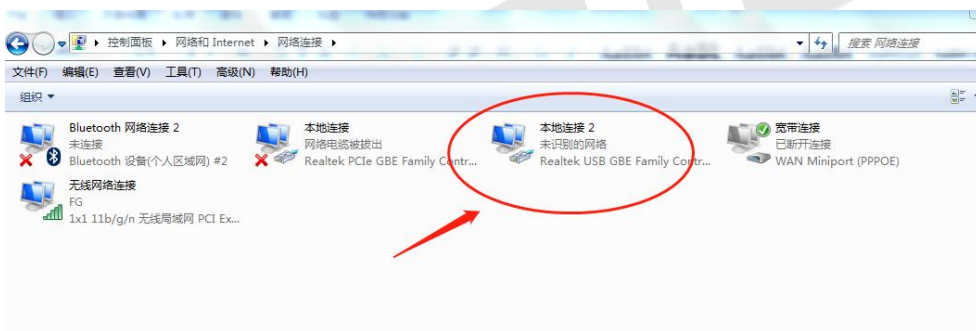 控制面板 ▸ 网络和 Internet ▸ 网络连接 ▸
搜索 网络连接
文件(F) 编辑(E) 查看(V) 工具(T) 高级(N) 帮助(H)
组织 ▾
Bluetooth 网络连接 2
未连接
Bluetooth 设备(个人区域网) #2
本地连接
网络电缆被拔出
Realtek PCIe GBE Family Contr...
本地连接 2
未识别的网络
Realtek USB GBE Family Contr...
宽带连接
已断开连接
WAN Miniport (PPPOE)
无线网络连接
FG
1x1 11b/g/n 无线局域网 PCI Ex...